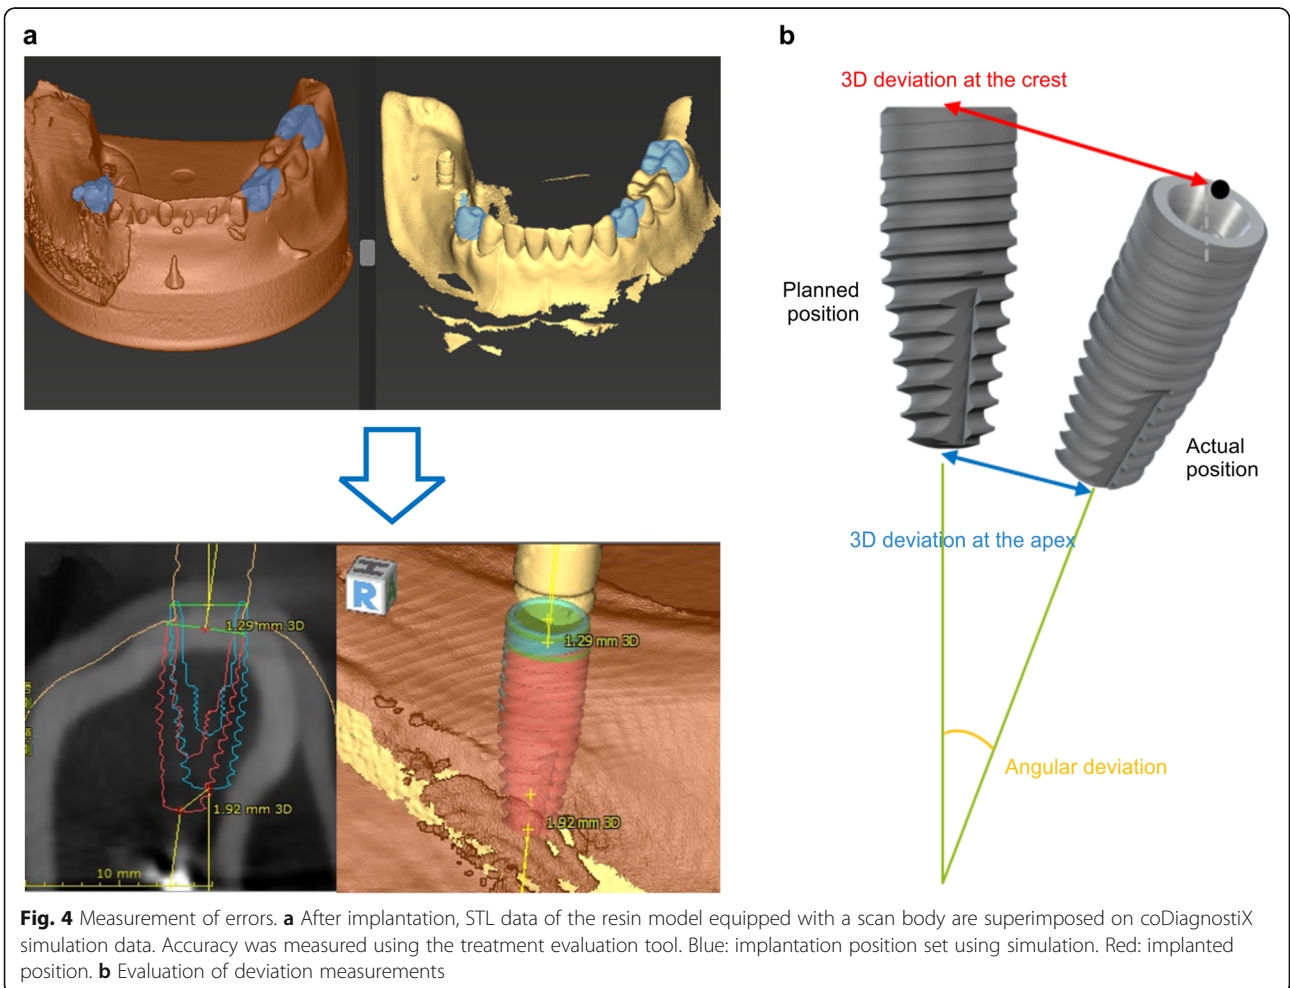 a
b
3D deviation at the crest
Planned
position
Actual
position
3D deviation at the apex
Angular deviation
1.29 mm 3D
1.92 mm 3D
10 mm
R
1.29 mm 3D
1.92 mm 3D
Fig. 4 Measurement of errors. a After implantation, STL data of the resin model equipped with a scan body are superimposed on coDiagnostiX
simulation data. Accuracy was measured using the treatment evaluation tool. Blue: implantation position set using simulation. Red: implanted
position. b Evaluation of deviation measurements